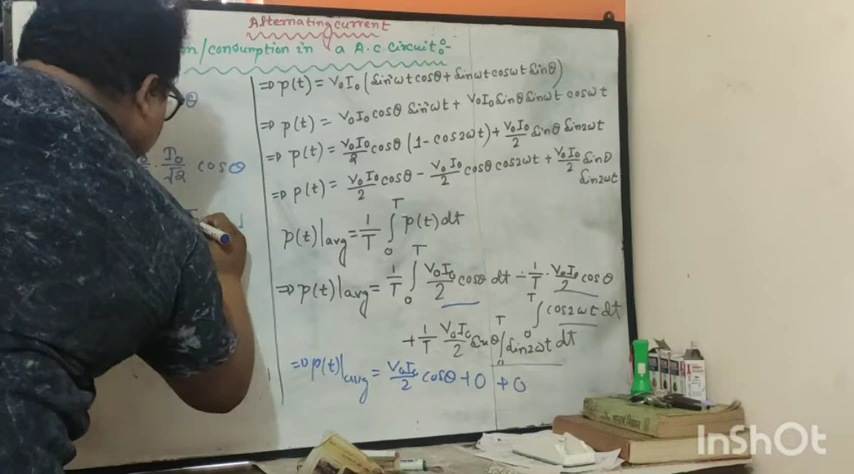 Alternating current
on/consumption in a A.C circuit:-
⇒ p(t) = V₀I₀ (sin²ωt cosθ + sinωt cosωt sinθ)
⇒ p(t) = V₀I₀ cosθ sin²ωt + V₀I₀ sinθ sinωt cosωt
⇒ p(t) = V₀I₀/2 cosθ (1 - cos2ωt) + V₀I₀/2 sinθ sin2ωt
⇒ p(t) = V₀I₀/2 cosθ - V₀I₀/2 cosθ cos2ωt + V₀I₀/2 sinθ
sin2ωt
p(t)|avg = 1/T ∫₀ᵀ p(t)dt
⇒ p(t)|avg = 1/T ∫₀ᵀ V₀I₀/2 cosθ dt - 1/T · V₀I₀/2 cosθ
∫₀ᵀ cos2ωt dt
+ 1/T V₀I₀/2 sinθ ∫₀ᵀ sin2ωt dt
⇒ p(t)|avg = V₀I₀/2 cosθ + 0 + 0
θ
· I₀/√2 cosθ
InShOt